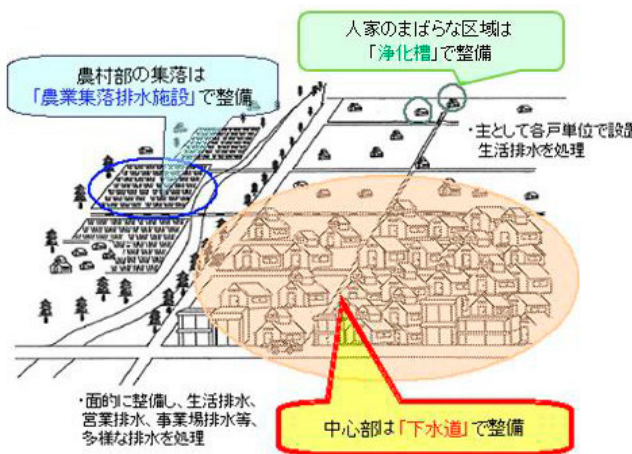 人家のまばらな区域は
「浄化槽」で整備
農村部の集落は
「農業集落排水施設」で整備
・主として各戸単位で設置
生活排水を処理
・面的に整備し、生活排水、
営業排水、事業場排水等、
多様な排水を処理
中心部は「下水道」で整備